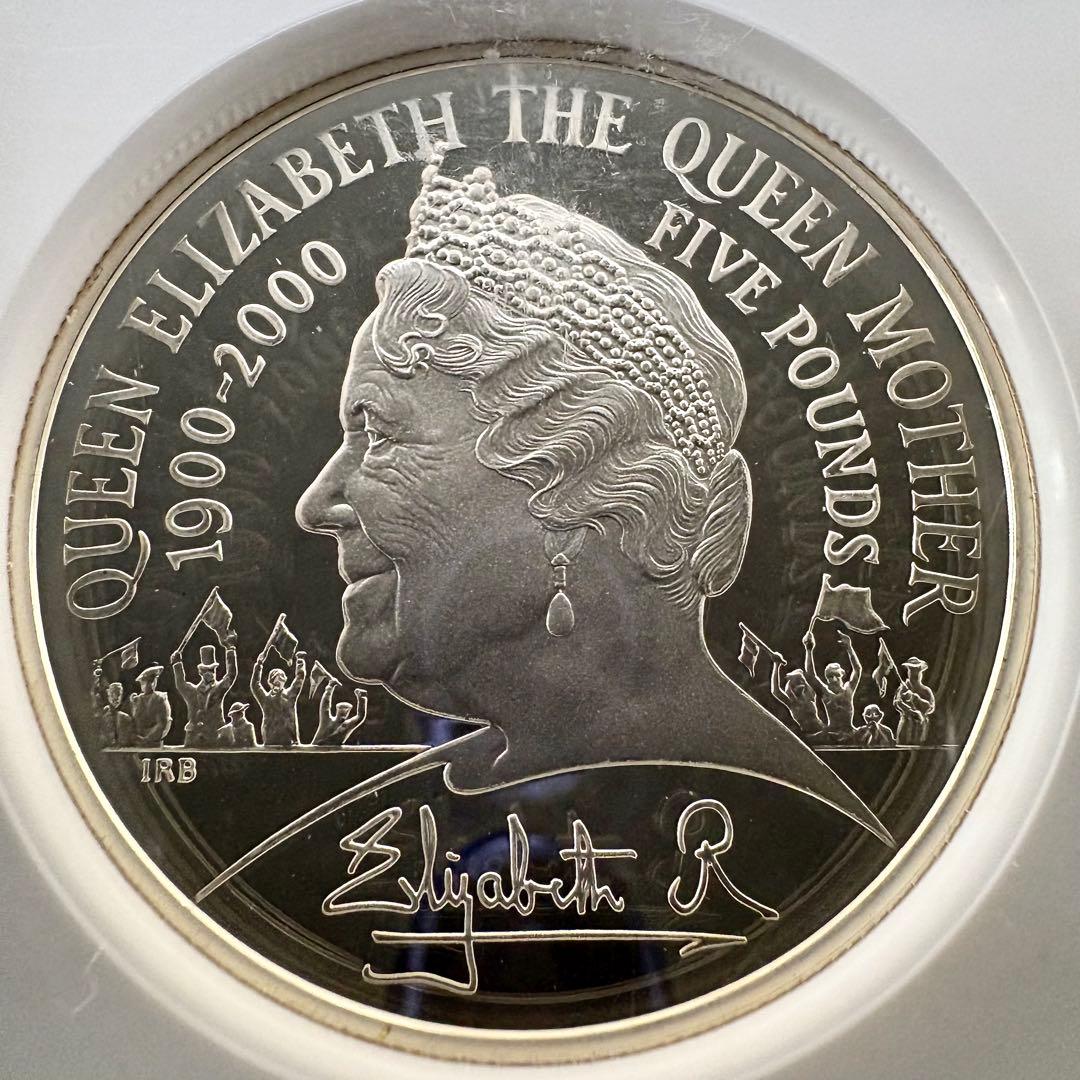 QUEEN ELIZABETH THE QUEEN MOTHER
1900-2000
FIVE POUNDS
IRB
Elizabeth R